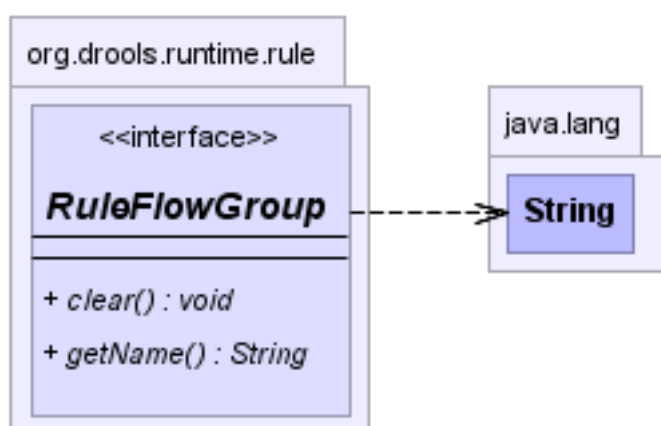 org.drools.runtime.rule
<<interface>>
RuleFlowGroup
+ clear() : void
+ getName() : String
java.lang
String